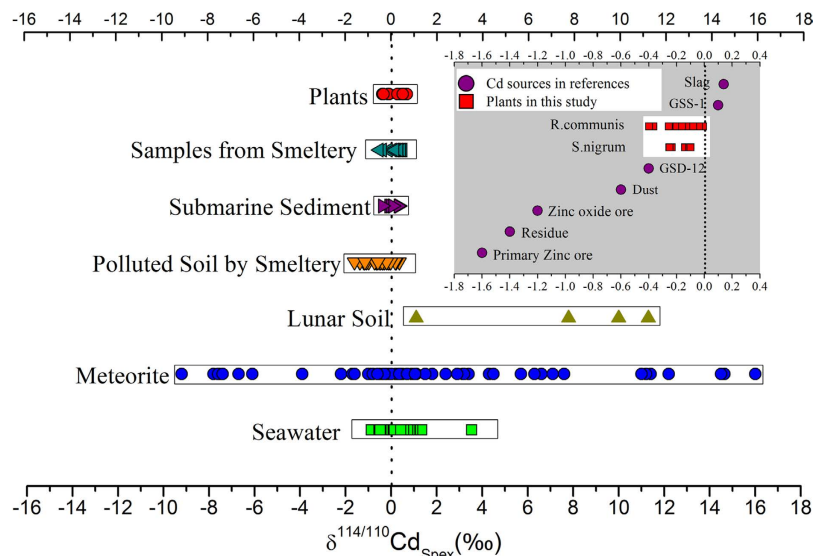 -16 -14 -12 -10 -8 -6 -4 -2 0 2 4 6 8 10 12 14 16 18
-1.8 -1.6 -1.4 -1.2 -1.0 -0.8 -0.6 -0.4 -0.2 0.0 0.2 0.4
Cd sources in references
Plants in this study
Slag
GSS-1
R.communis
S.nigrum
GSD-12
Dust
Zinc oxide ore
Residue
Primary Zinc ore
-1.8 -1.6 -1.4 -1.2 -1.0 -0.8 -0.6 -0.4 -0.2 0.0 0.2 0.4
Plants
Samples from Smeltery
Submarine Sediment
Polluted Soil by Smeltery
Lunar Soil
Meteorite
Seawater
-16 -14 -12 -10 -8 -6 -4 -2 0 2 4 6 8 10 12 14 16 18
δ¹¹⁴/¹¹⁰Cd_Spex(‰)